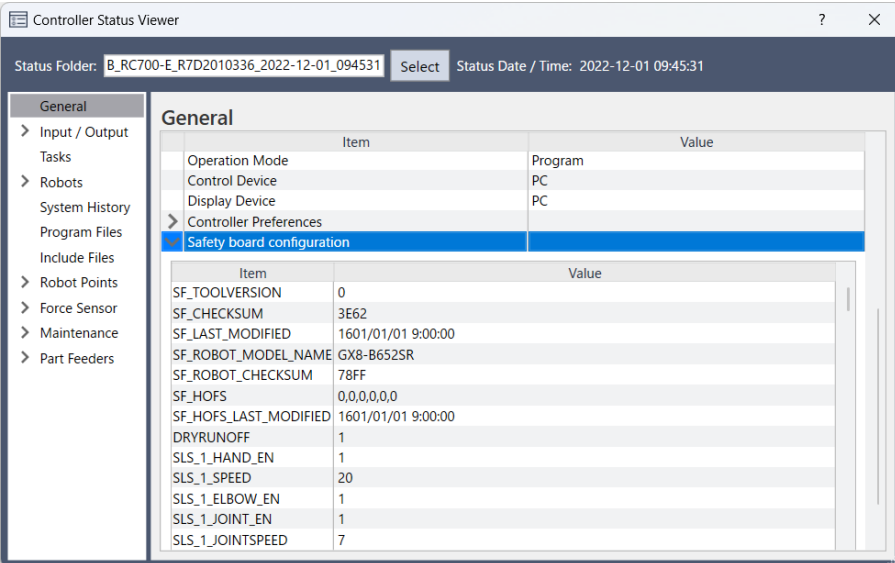 Controller Status Viewer ? ×
Status Folder: B_RC700-E_R7D2010336_2022-12-01_094531 Select Status Date / Time: 2022-12-01 09:45:31
General
Input / Output
Tasks
Robots
System History
Program Files
Include Files
Robot Points
Force Sensor
Maintenance
Part Feeders
General
Item Value
Operation Mode Program
Control Device PC
Display Device PC
Controller Preferences
Safety board configuration
Item Value
SF_TOOLVERSION 0
SF_CHECKSUM 3E62
SF_LAST_MODIFIED 1601/01/01 9:00:00
SF_ROBOT_MODEL_NAME GX8-B652SR
SF_ROBOT_CHECKSUM 78FF
SF_HOFS 0,0,0,0,0,0
SF_HOFS_LAST_MODIFIED 1601/01/01 9:00:00
DRYRUNOFF 1
SLS_1_HAND_EN 1
SLS_1_SPEED 20
SLS_1_ELBOW_EN 1
SLS_1_JOINT_EN 1
SLS_1_JOINTSPEED 7